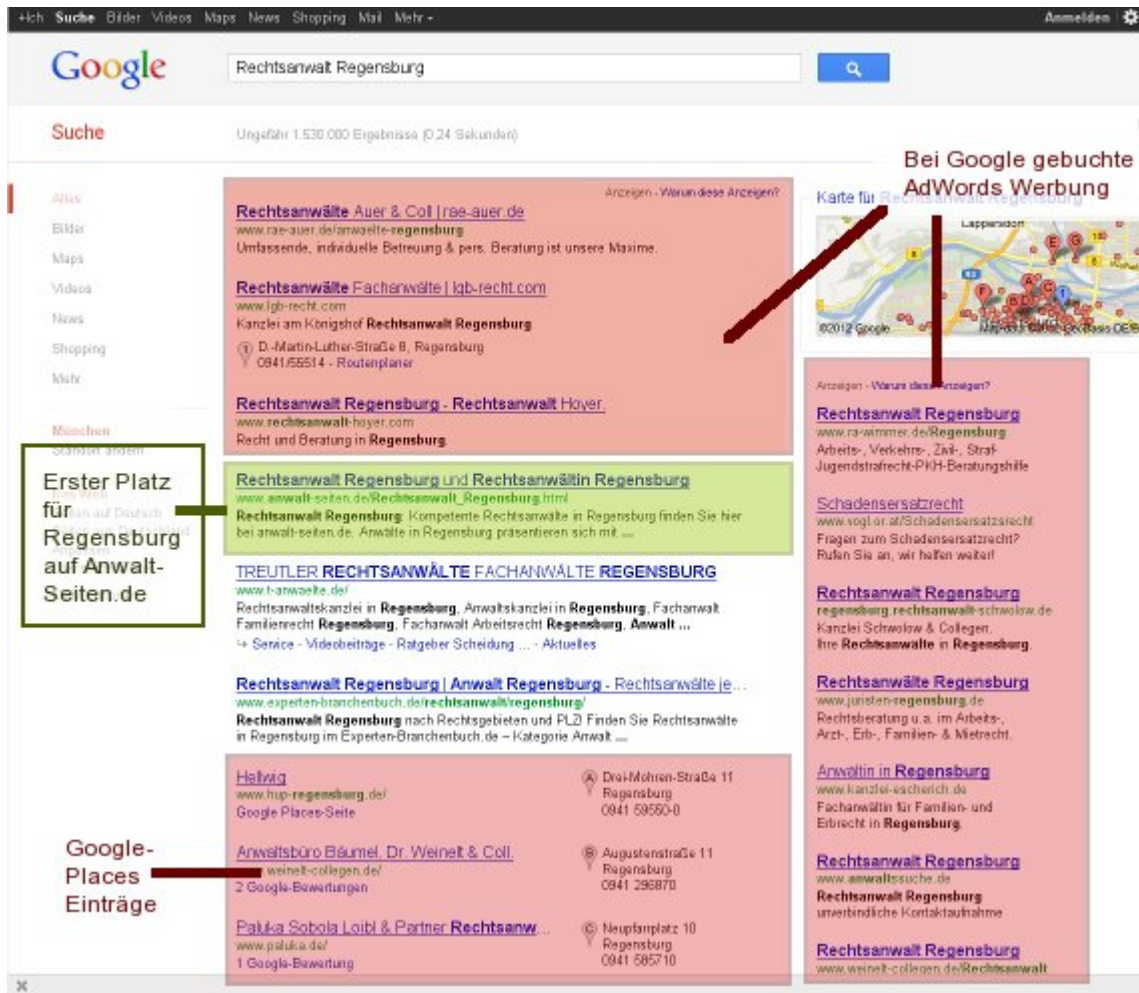 +Ich Suche Bilder Videos Maps News Shopping Mail Mehr
Anmelden
Google
Rechtsanwalt Regensburg
Suche
Ungefähr 1.530.000 Ergebnisse (0,24 Sekunden)
Bei Google gebuchte
AdWords Werbung
Alles
Bilder
Maps
Videos
News
Shopping
Mehr
München
Standort ändern
Erster Platz
für
Regensburg
auf Anwalt-
Seiten.de
Das Web
Seiten auf Deutsch
Anzeigen - Warum diese Anzeigen?
Rechtsanwälte Auer & Coll | rae-auer.de
www.rae-auer.de/anwaelte-regensburg
Umfassende, individuelle Betreuung & pers. Beratung ist unsere Maxime.
Rechtsanwälte Fachanwälte | lgb-recht.com
www.lgb-recht.com
Kanzlei am Königshof Rechtsanwalt Regensburg
1 D.-Martin-Luther-Straße 8, Regensburg
0941/55514 - Routenplaner
Rechtsanwalt Regensburg - Rechtsanwalt Hoyer.
www.rechtsanwalt-hoyer.com
Recht und Beratung in Regensburg.
Rechtsanwalt Regensburg und Rechtsanwältin Regensburg
www.anwalt-seiten.de/Rechtsanwalt_Regensburg.html
Rechtsanwalt Regensburg: Kompetente Rechtsanwälte in Regensburg finden Sie hier
bei anwalt-seiten.de. Anwälte in Regensburg präsentieren sich mit ...
TREUTLER RECHTSANWÄLTE FACHANWÄLTE REGENSBURG
www.t-anwaelte.de/
Rechtsanwaltskanzlei in Regensburg, Anwaltskanzlei in Regensburg, Fachanwalt
Familienrecht Regensburg, Fachanwalt Arbeitsrecht Regensburg, Anwalt ...
↳ Service - Videobeiträge - Ratgeber Scheidung ... - Aktuelles
Rechtsanwalt Regensburg | Anwalt Regensburg - Rechtsanwälte je...
www.experten-branchenbuch.de/rechtsanwalt/regensburg/
Rechtsanwalt Regensburg nach Rechtsgebieten und PLZ! Finden Sie Rechtsanwälte
in Regensburg im Experten-Branchenbuch.de – Kategorie Anwalt ...
Google-
Places
Einträge
Hellwig
www.hup-regensburg.de/
Google Places-Seite
A Drei-Mohren-Straße 11
Regensburg
0941 59550-0
Anwaltsbüro Bäumel, Dr. Weinelt & Coll.
weinelt-collegen.de/
2 Google-Bewertungen
B Augustenstraße 11
Regensburg
0941 296870
Paluka Sobola Loibl & Partner Rechtsanw...
www.paluka.de/
1 Google-Bewertung
C Neupfarrplatz 10
Regensburg
0941 585710
Karte für Rechtsanwalt Regensburg
Lappersdorf
©2012 Google
Anzeigen - Warum diese Anzeigen?
Rechtsanwalt Regensburg
www.ra-wimmer.de/Regensburg
Arbeits-, Verkehrs-, Zivil-, Straf-
Jugendstrafrecht-PKH-Beratungshilfe
Schadensersatzrecht
www.vogl.or.at/Schadensersatzsrecht
Fragen zum Schadensersatzrecht?
Rufen Sie an, wir helfen weiter!
Rechtsanwalt Regensburg
regensburg.rechtsanwalt-schwolow.de
Kanzlei Schwolow & Collegen.
Ihre Rechtsanwälte in Regensburg.
Rechtsanwälte Regensburg
www.juristen-regensburg.de
Rechtsberatung u.a. im Arbeits-,
Arzt-, Erb-, Familien- & Mietrecht.
Anwältin in Regensburg
www.kanzlei-escherich.de
Fachanwältin für Familien- und
Erbrecht in Regensburg.
Rechtsanwalt Regensburg
www.anwaltssuche.de
Rechtsanwalt Regensburg
unverbindliche Kontaktaufnahme
Rechtsanwalt Regensburg
www.weinelt-collegen.de/Rechtsanwalt